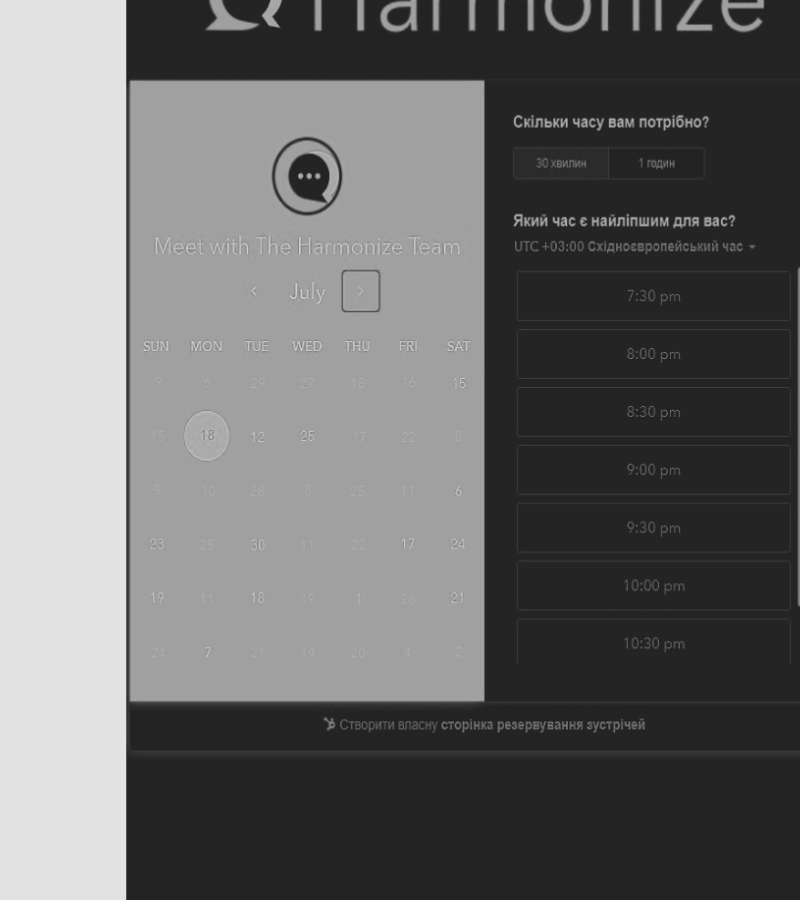 Harmonize
Meet with The Harmonize Team
July
SUN MON TUE WED THU FRI SAT
9 6 29 27 18 16 15
15 18 12 25 17 22 8
9 10 28 8 25 11 6
23 25 30 11 22 17 24
19 11 18 19 1 28 21
24 7 21 14 20 4 2
Скільки часу вам потрібно?
30 хвилин 1 годин
Який час є найліпшим для вас?
UTC +03:00 Східноєвропейський час
7:30 pm
8:00 pm
8:30 pm
9:00 pm
9:30 pm
10:00 pm
10:30 pm
Створити власну сторінка резервування зустрічей